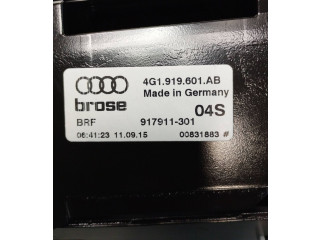 4G1.919.601.AB
Made in Germany
brose
04S
BRF
917911-301
06:41:23 11.09.15
00831883 #